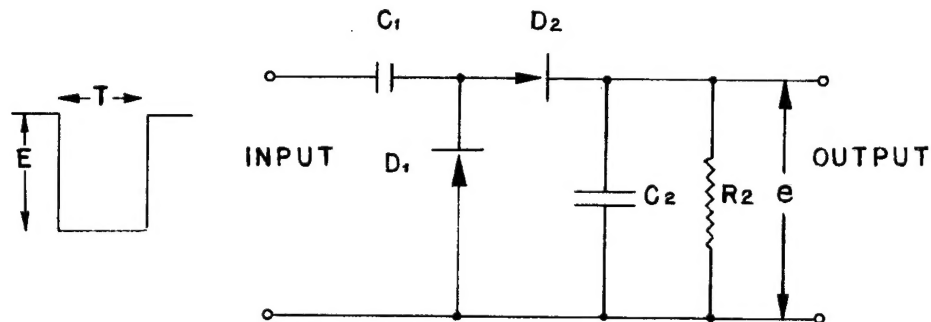 C₁
D₂
T
E
INPUT
D₁
C₂
R₂
e
OUTPUT